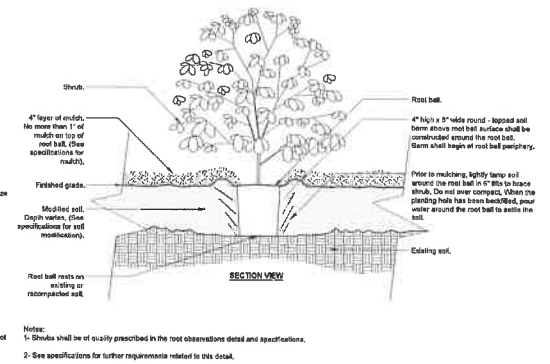 Shrub.
4" layer of mulch.
No more than 1" of
mulch on top of
root ball. (See
specifications for
mulch).
Finished grade.
Modified soil.
Depth varies. (See
specifications for soil
modification).
Root ball rests on
existing or
recompacted soil.
Root ball.
4" high x 8" wide round - topped soil
berm above root ball surface shall be
constructed around the root ball.
Berm shall begin at root ball periphery.
Prior to mulching, lightly tamp soil
around the root ball in 6" lifts to brace
shrub. Do not over compact. When the
planting hole has been backfilled, pour
water around the root ball to settle the
soil.
Existing soil.
SECTION VIEW
Notes:
1- Shrubs shall be of quality prescribed in the root observations detail and specifications.
2- See specifications for further requirements related to this detail.